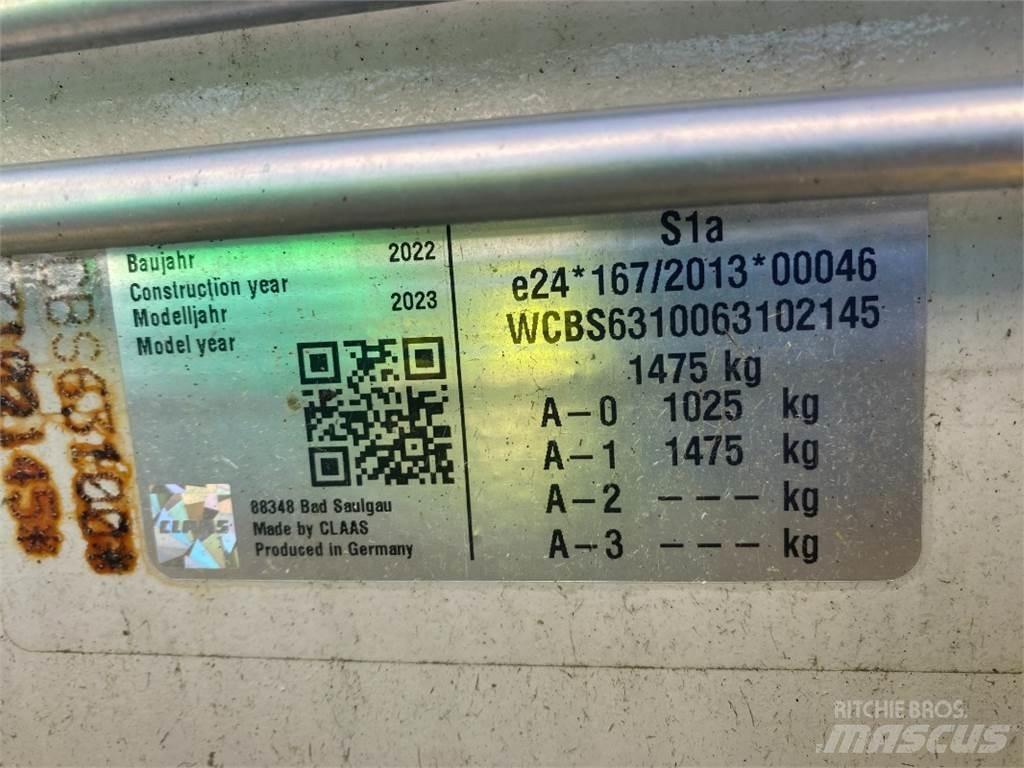 Baujahr 2022
Construction year
Modelljahr 2023
Model year
S1a
e24*167/2013*00046
WCBS6310063102145
1475 kg
A-0 1025 kg
A-1 1475 kg
A-2 --- kg
A-3 --- kg
CLAAS
88348 Bad Saulgau
Made by CLAAS
Produced in Germany
RITCHIE BROS.
MASCUS